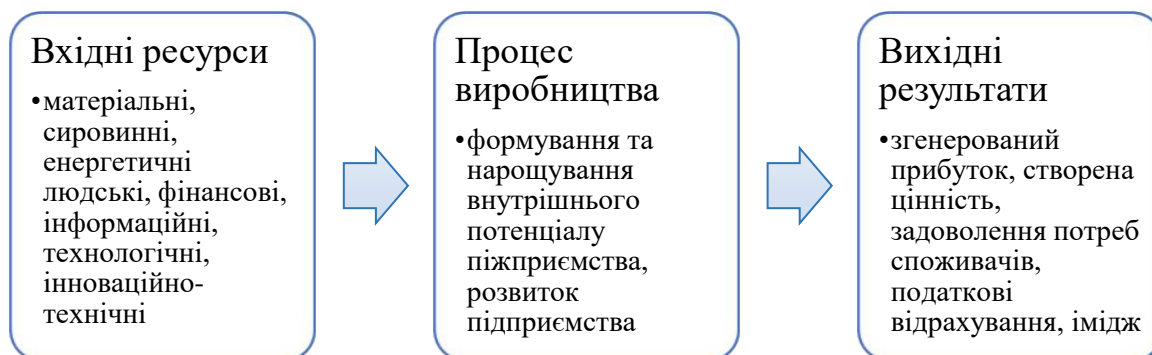 Вхідні ресурси
•матеріальні,
сировинні,
енергетичні
людські, фінансові,
інформаційні,
технологічні,
інноваційно-
технічні
Процес
виробництва
•формування та
нарощування
внутрішнього
потенціалу
піжприємства,
розвиток
підприємства
Вихідні
результати
•згенерований
прибуток, створена
цінність,
задоволення потреб
споживачів,
податкові
відрахування, імідж